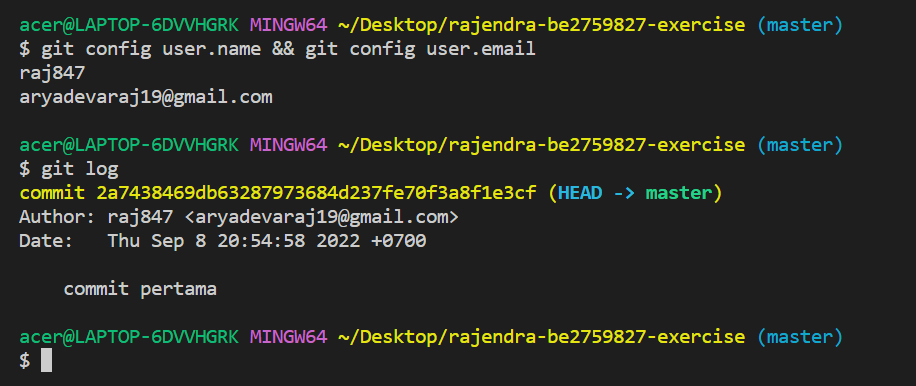 acer@LAPTOP-6DVVHGRK MINGW64 ~/Desktop/rajendra-be2759827-exercise (master)
$ git config user.name && git config user.email
raj847
aryadevaraj19@gmail.com
acer@LAPTOP-6DVVHGRK MINGW64 ~/Desktop/rajendra-be2759827-exercise (master)
$ git log
commit 2a7438469db63287973684d237fe70f3a8f1e3cf (HEAD -> master)
Author: raj847 <aryadevaraj19@gmail.com>
Date:   Thu Sep 8 20:54:58 2022 +0700
    commit pertama
acer@LAPTOP-6DVVHGRK MINGW64 ~/Desktop/rajendra-be2759827-exercise (master)
$